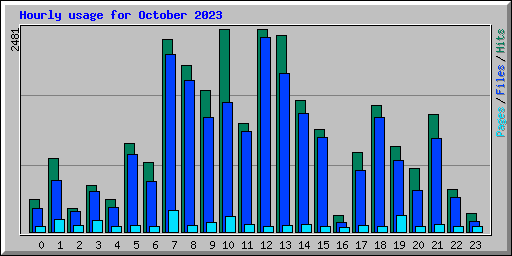 Hourly usage for October 2023
2481
Pages/Files/Hits
0 1 2 3 4 5 6 7 8 9 10 11 12 13 14 15 16 17 18 19 20 21 22 23